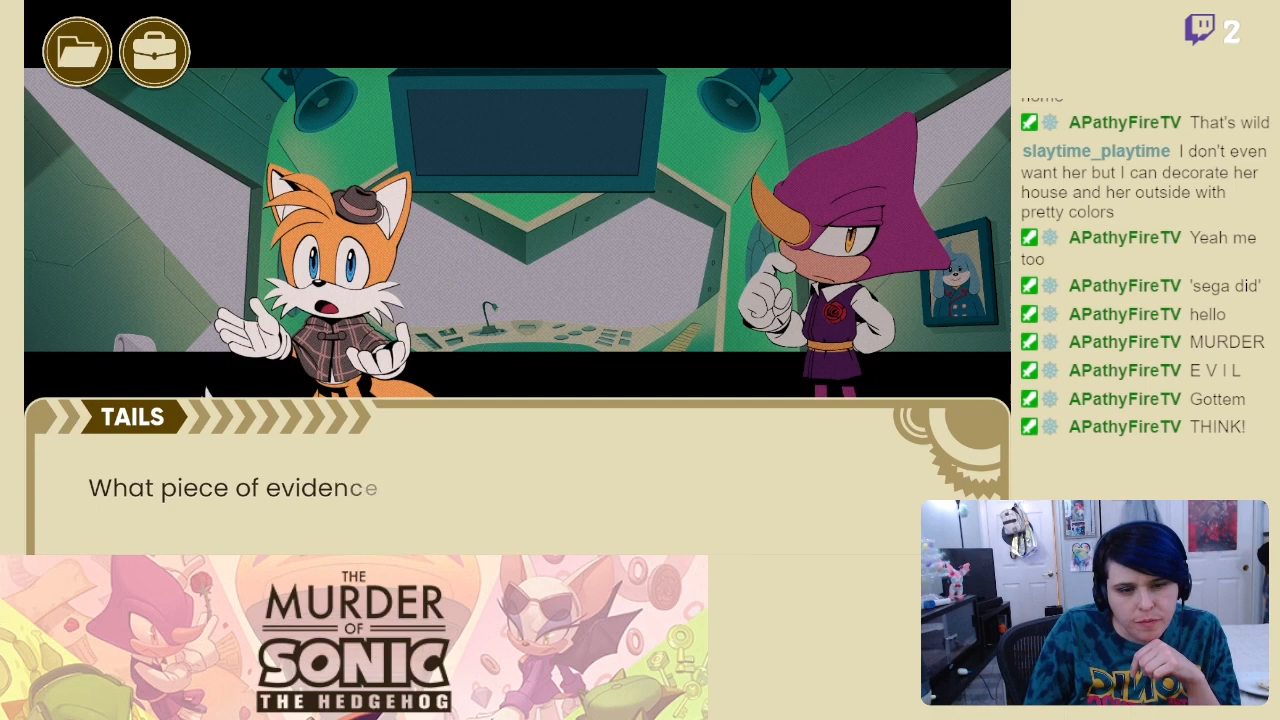 2
APathyFireTV That's wild
slaytime_playtime I don't even
want her but I can decorate her
house and her outside with
pretty colors
APathyFireTV Yeah me
too
APathyFireTV 'sega did'
APathyFireTV hello
APathyFireTV MURDER
APathyFireTV E V I L
APathyFireTV Gottem
APathyFireTV THINK!
TAILS
What piece of evidence
THE
MURDER
OF
SONIC
THE HEDGEHOG